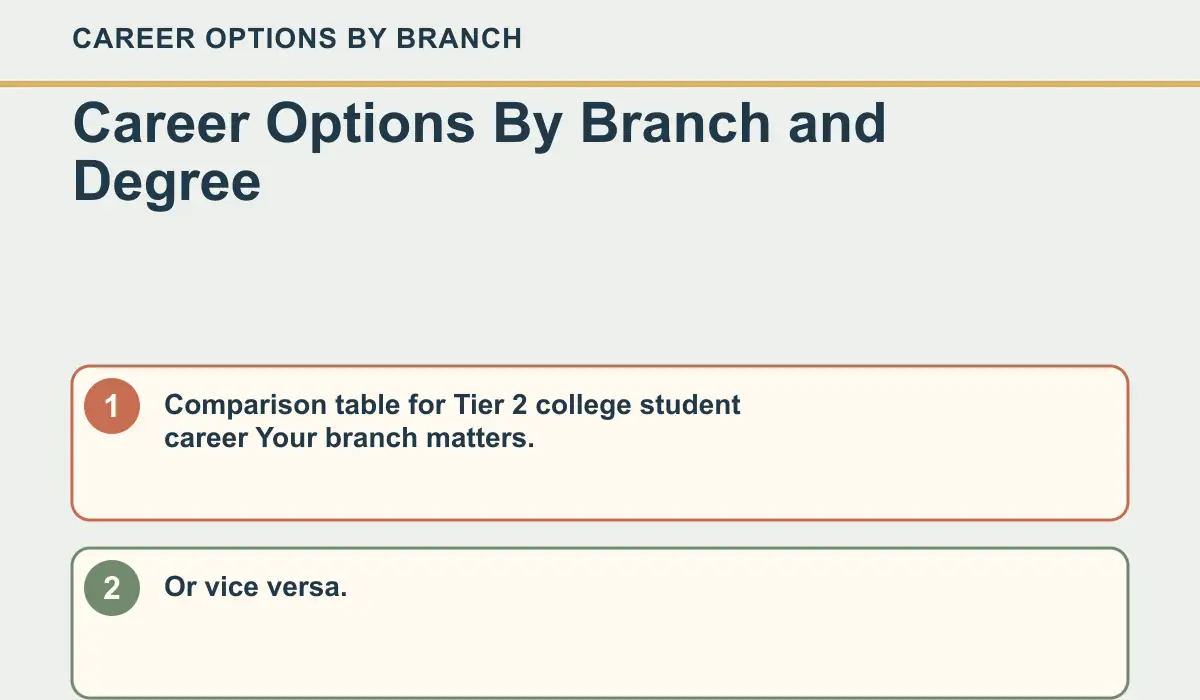 CAREER OPTIONS BY BRANCH
Career Options By Branch and
Degree
1
Comparison table for Tier 2 college student
career Your branch matters.
2
Or vice versa.